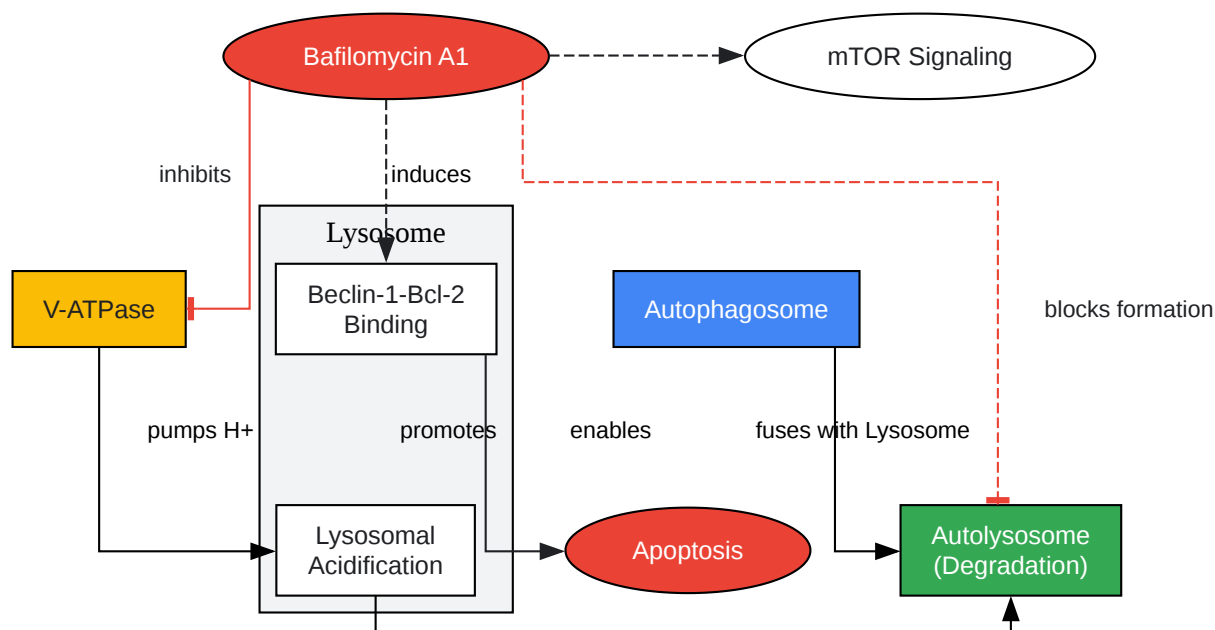 Bafilomycin A1
mTOR Signaling
inhibits
induces
Lysosome
V-ATPase
Beclin-1-Bcl-2
Binding
Autophagosome
blocks formation
pumps H+
promotes
enables
fuses with Lysosome
Lysosomal
Acidification
Apoptosis
Autolysosome
(Degradation)